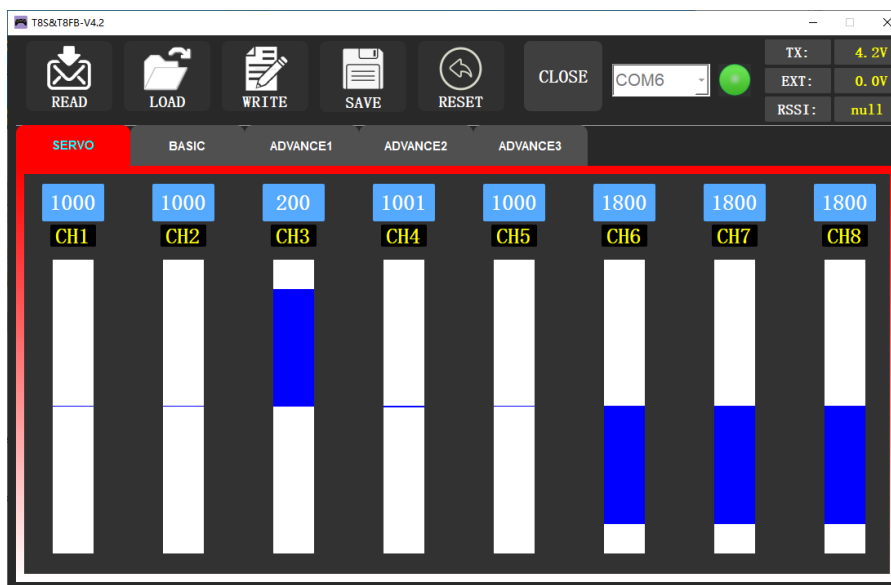 T8S&T8FB-V4.2
READ LOAD WRITE SAVE RESET CLOSE COM6
TX: 4.2V
EXT: 0.0V
RSSI: null
SERVO BASIC ADVANCE1 ADVANCE2 ADVANCE3
1000 1000 200 1001 1000 1800 1800 1800
CH1 CH2 CH3 CH4 CH5 CH6 CH7 CH8